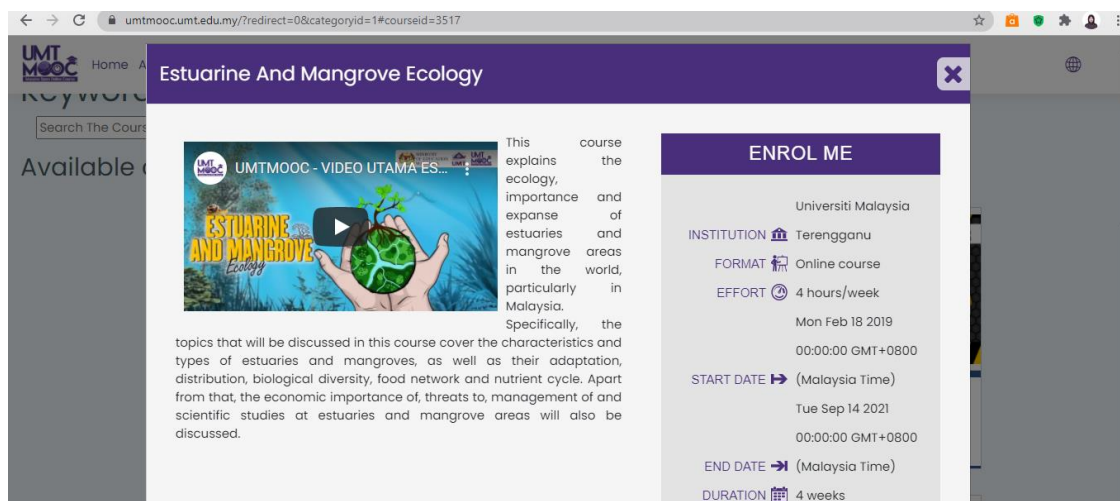 umtmooc.umt.edu.my/?redirect=0&categoryid=1#courseid=3517
UMT
MOOC
Home A
Keyword
Search The Cours
Available
Estuarine And Mangrove Ecology
UMT
MOOC
UMTMOOC - VIDEO UTAMA ES...
ESTUARINE
AND MANGROVE
Ecology
This course
explains the
ecology,
importance and
expanse of
estuaries and
mangrove areas
in the world,
particularly in
Malaysia.
Specifically, the
topics that will be discussed in this course cover the characteristics and
types of estuaries and mangroves, as well as their adaptation,
distribution, biological diversity, food network and nutrient cycle. Apart
from that, the economic importance of, threats to, management of and
scientific studies at estuaries and mangrove areas will also be
discussed.
ENROL ME
Universiti Malaysia
INSTITUTION Terengganu
FORMAT Online course
EFFORT 4 hours/week
Mon Feb 18 2019
00:00:00 GMT+0800
START DATE (Malaysia Time)
Tue Sep 14 2021
00:00:00 GMT+0800
END DATE (Malaysia Time)
DURATION 4 weeks